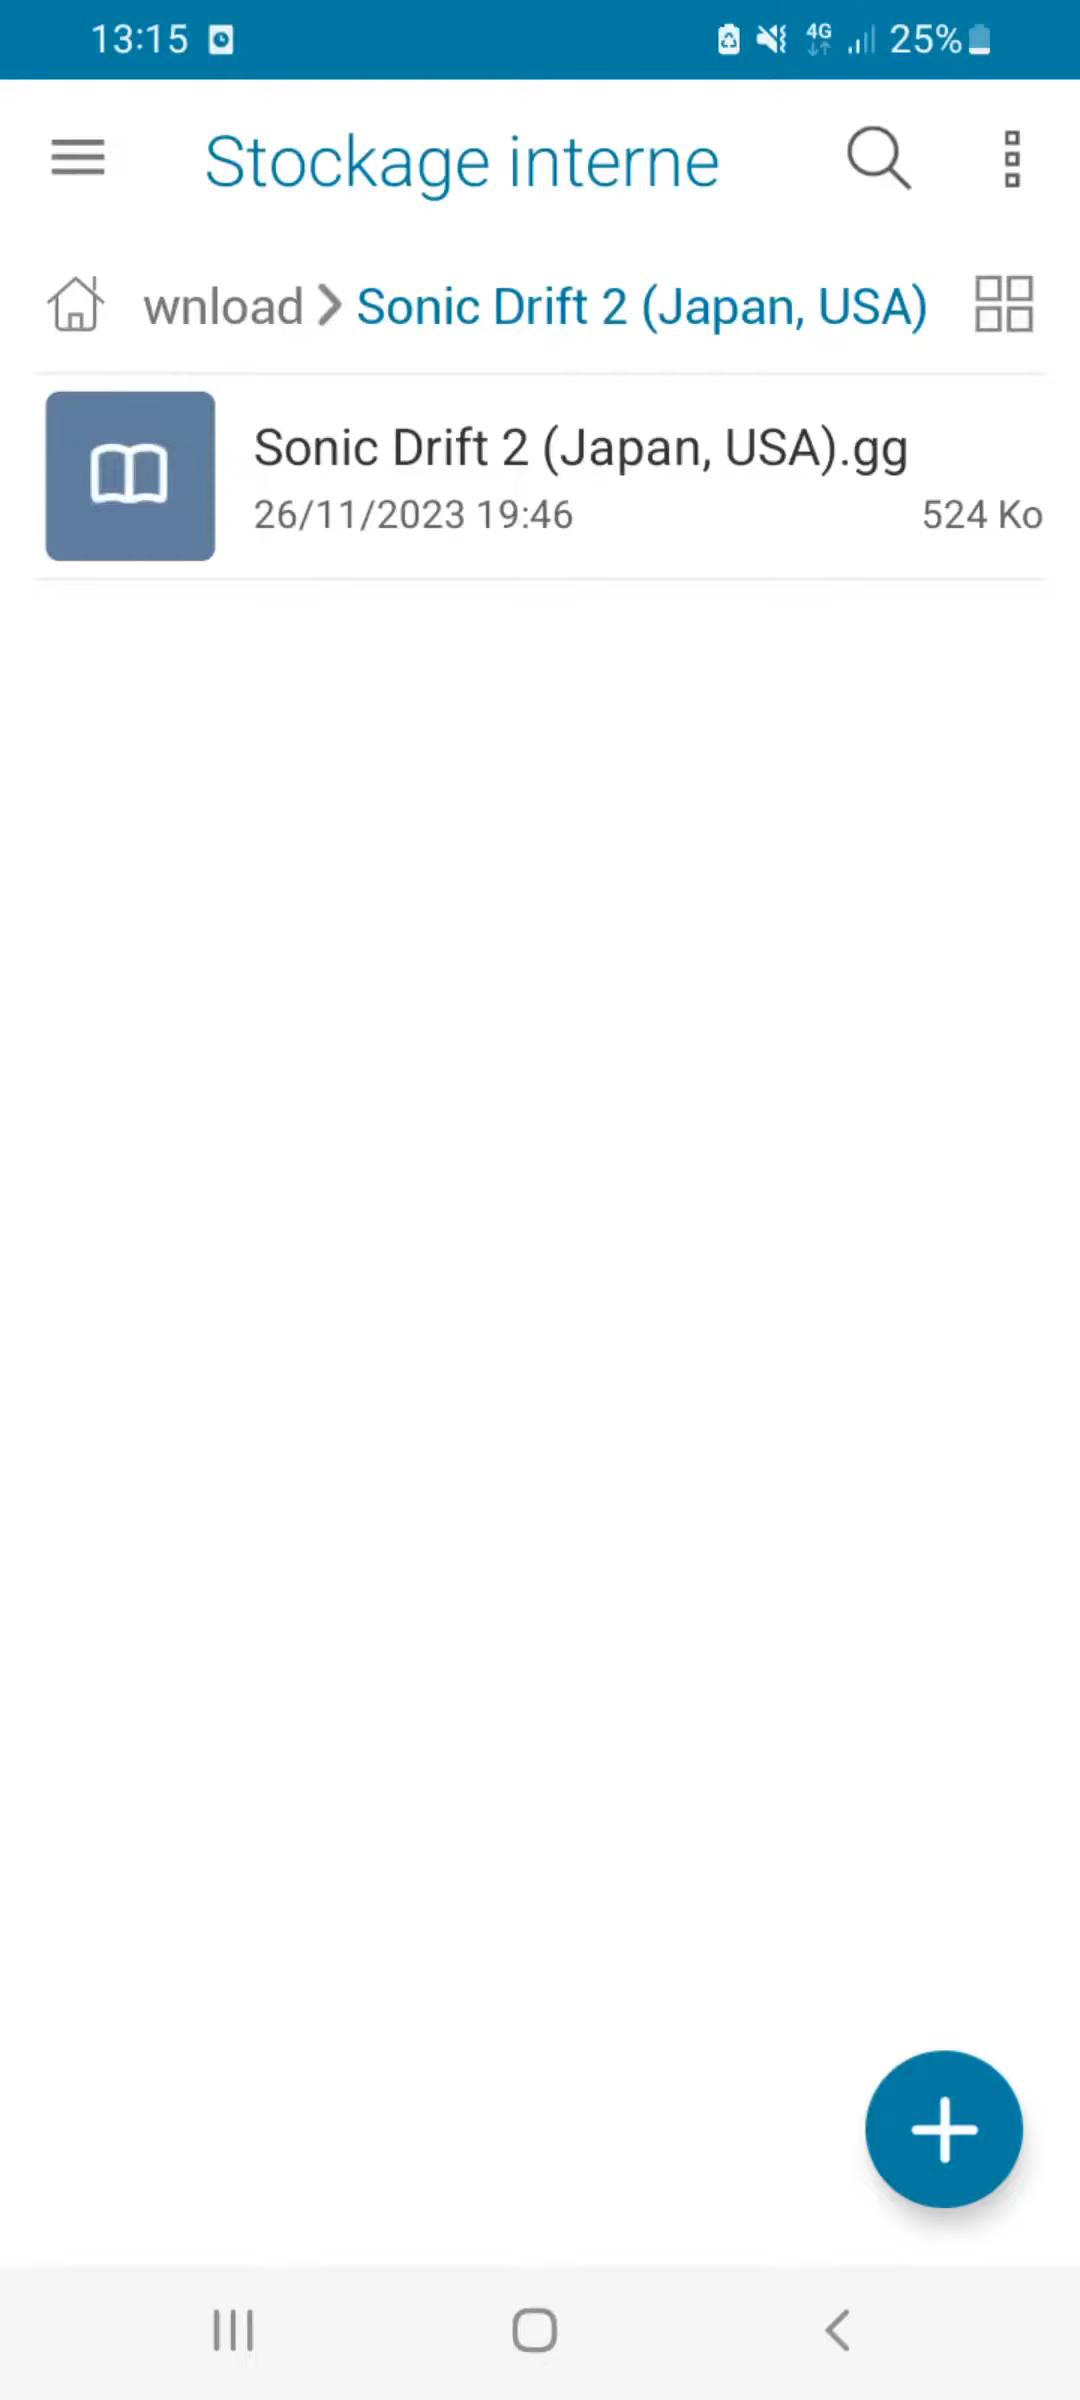 13:15 4G 25%
Stockage interne
wnload Sonic Drift 2 (Japan, USA)
Sonic Drift 2 (Japan, USA).gg
26/11/2023 19:46 524 Ko